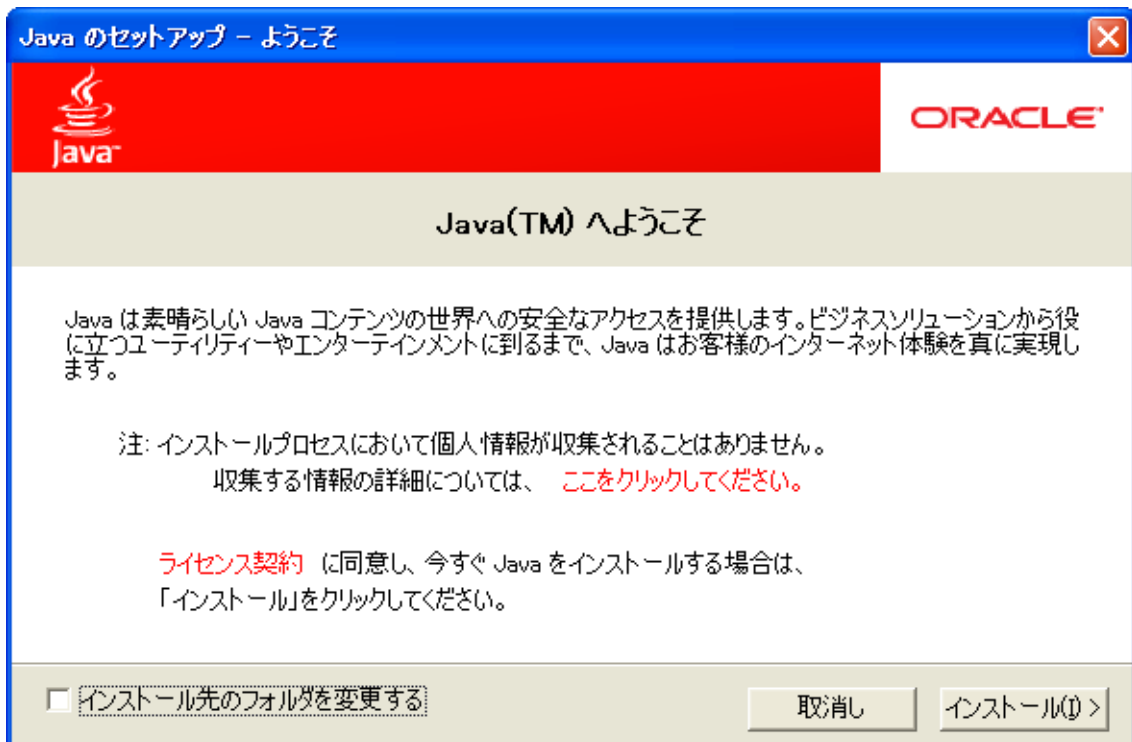 Java のセットアップ - ようこそ
Java
ORACLE
Java(TM) へようこそ
Java は素晴らしい Java コンテンツの世界への安全なアクセスを提供します。ビジネスソリューションから役
に立つユーティリティーやエンターテインメントに到るまで、Java はお客様のインターネット体験を真に実現し
ます。
注: インストールプロセスにおいて個人情報が収集されることはありません。
収集する情報の詳細については、 ここをクリックしてください。
ライセンス契約 に同意し、今すぐ Java をインストールする場合は、
「インストール」をクリックしてください。
インストール先のフォルダを変更する
取消し
インストール(I) >